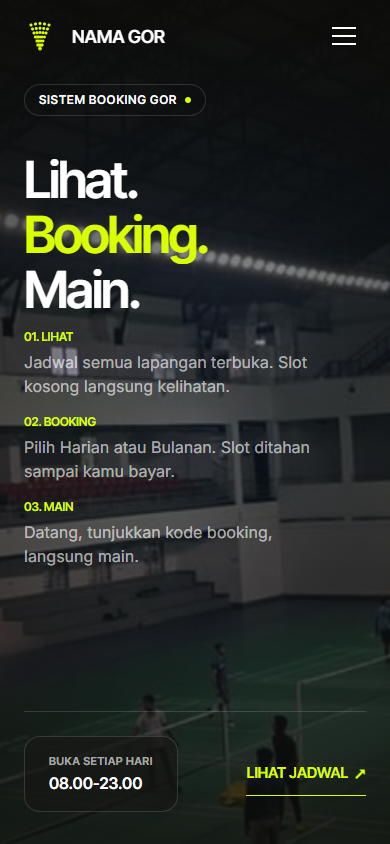 NAMA GOR
SISTEM BOOKING GOR
Lihat.
Booking.
Main.
01. LIHAT
Jadwal semua lapangan terbuka. Slot
kosong langsung kelihatan.
02. BOOKING
Pilih Harian atau Bulanan. Slot ditahan
sampai kamu bayar.
03. MAIN
Datang, tunjukkan kode booking,
langsung main.
BUKA SETIAP HARI
08.00-23.00
LIHAT JADWAL ↗